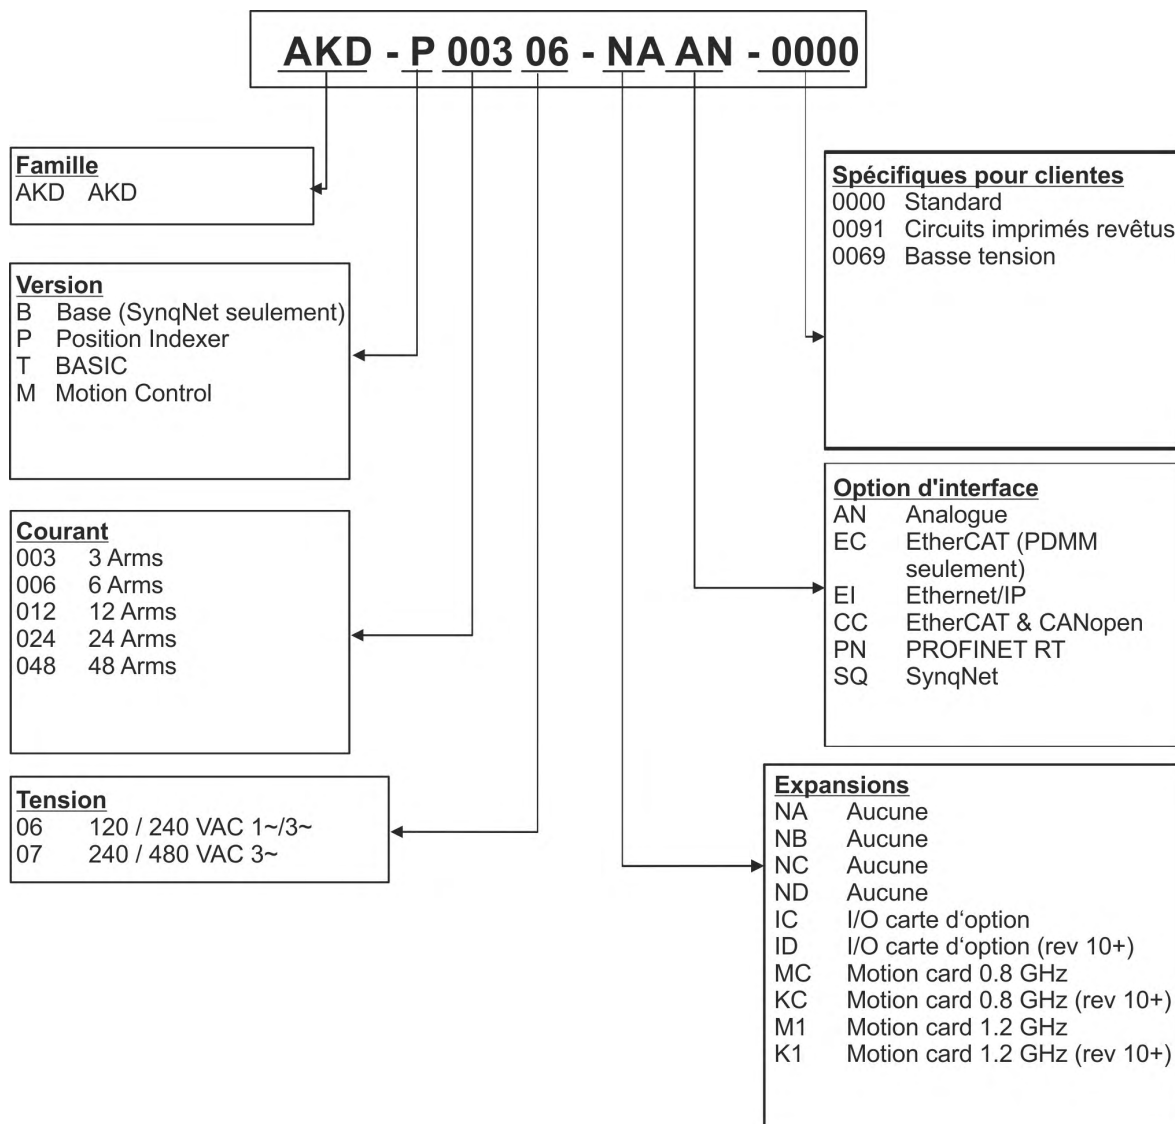 AKD - P 003 06 - NA AN - 0000
Famille
AKD AKD
Version
B Base (SynqNet seulement)
P Position Indexer
T BASIC
M Motion Control
Courant
003 3 Arms
006 6 Arms
012 12 Arms
024 24 Arms
048 48 Arms
Tension
06 120 / 240 VAC 1~/3~
07 240 / 480 VAC 3~
Spécifiques pour clientes
0000 Standard
0091 Circuits imprimés revêtus
0069 Basse tension
Option d'interface
AN Analogue
EC EtherCAT (PDMM
seulement)
EI Ethernet/IP
CC EtherCAT & CANopen
PN PROFINET RT
SQ SynqNet
Expansions
NA Aucune
NB Aucune
NC Aucune
ND Aucune
IC I/O carte d‘option
ID I/O carte d‘option (rev 10+)
MC Motion card 0.8 GHz
KC Motion card 0.8 GHz (rev 10+)
M1 Motion card 1.2 GHz
K1 Motion card 1.2 GHz (rev 10+)